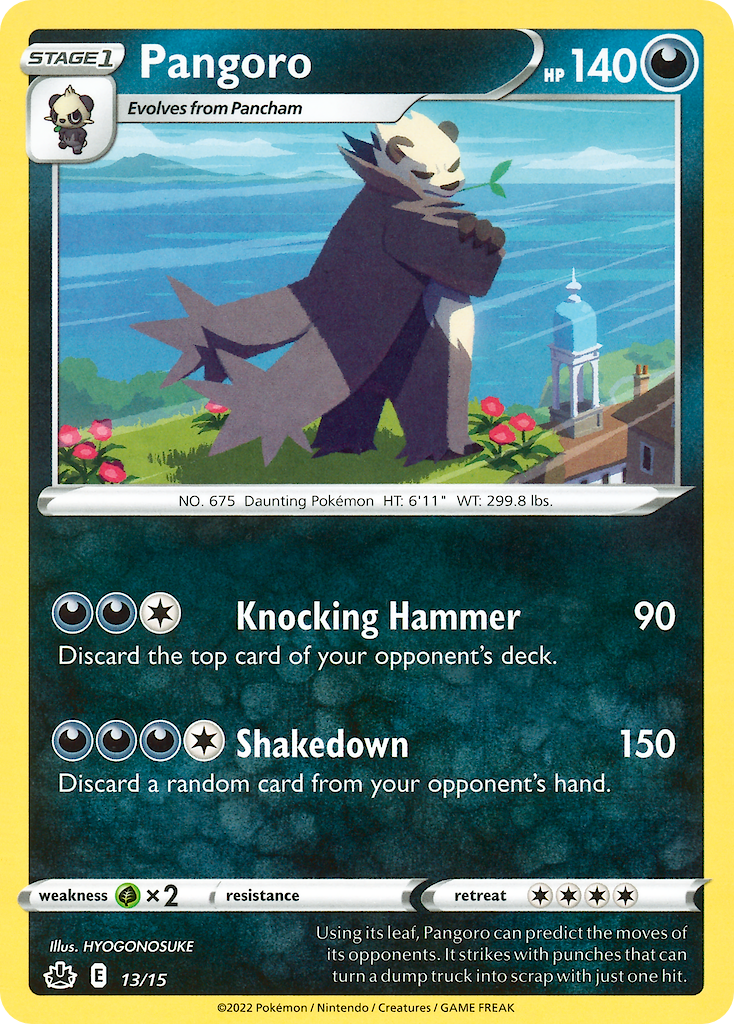 STAGE 1
Pangoro
HP 140
Evolves from Pancham
NO. 675 Daunting Pokémon HT: 6'11" WT: 299.8 lbs.
Knocking Hammer 90
Discard the top card of your opponent's deck.
Shakedown 150
Discard a random card from your opponent's hand.
weakness ×2 resistance retreat
Illus. HYOGONOSUKE
Using its leaf, Pangoro can predict the moves of
its opponents. It strikes with punches that can
turn a dump truck into scrap with just one hit.
E 13/15
©2022 Pokémon / Nintendo / Creatures / GAME FREAK